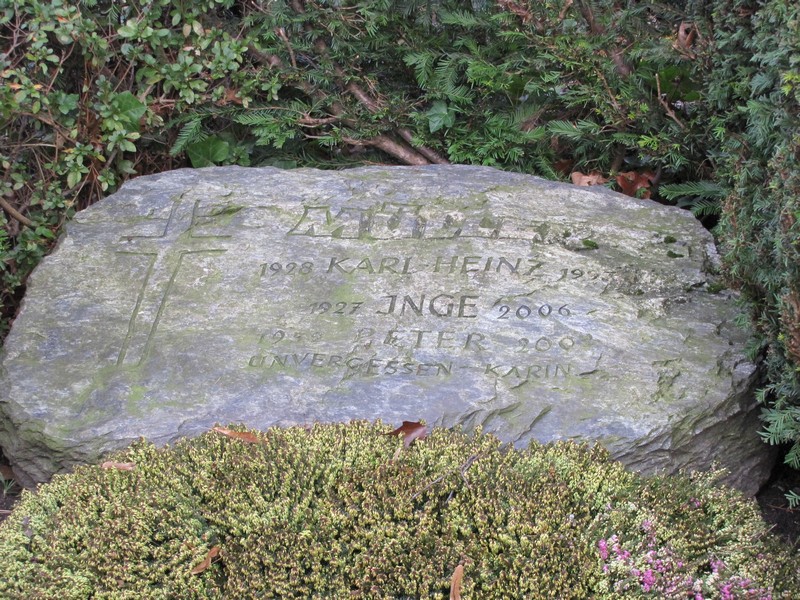 1928 KARL-HEINZ
1927 INGE 2006
PETER
UNVERGESSEN - KARIN